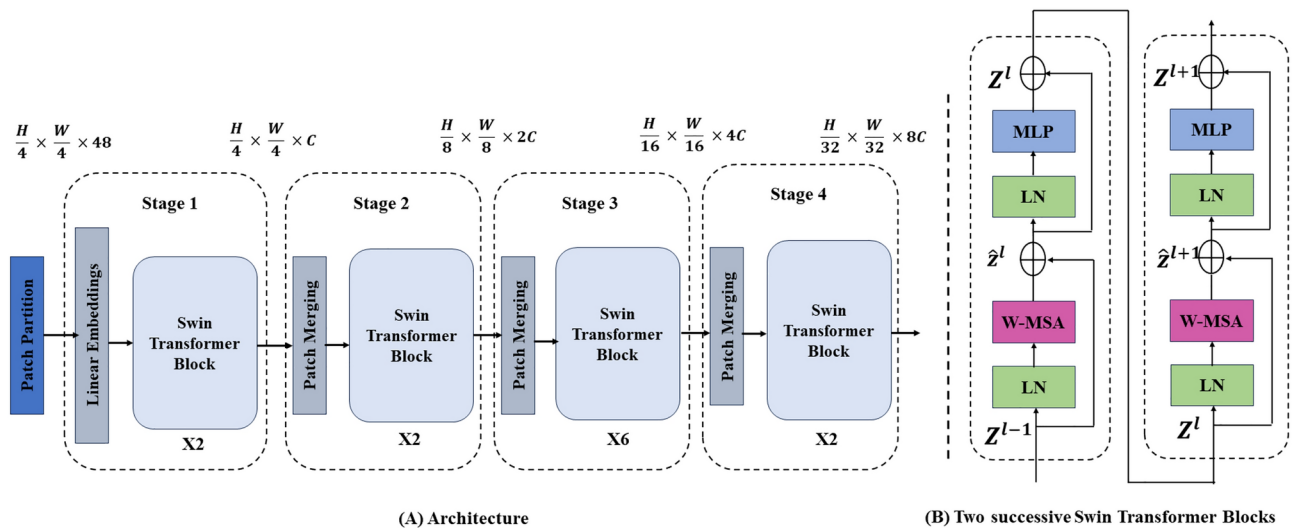 H/4 × W/4 × 48
H/4 × W/4 × C
H/8 × W/8 × 2C
H/16 × W/16 × 4C
H/32 × W/32 × 8C
Patch Partition
Stage 1
Linear Embeddings
Swin
Transformer
Block
X2
Stage 2
Patch Merging
Swin
Transformer
Block
X2
Stage 3
Patch Merging
Swin
Transformer
Block
X6
Stage 4
Patch Merging
Swin
Transformer
Block
X2
(A) Architecture
Z^l
MLP
LN
ẑ^l
W-MSA
LN
Z^{l-1}
Z^{l+1}
MLP
LN
ẑ^{l+1}
W-MSA
LN
Z^l
(B) Two successive Swin Transformer Blocks